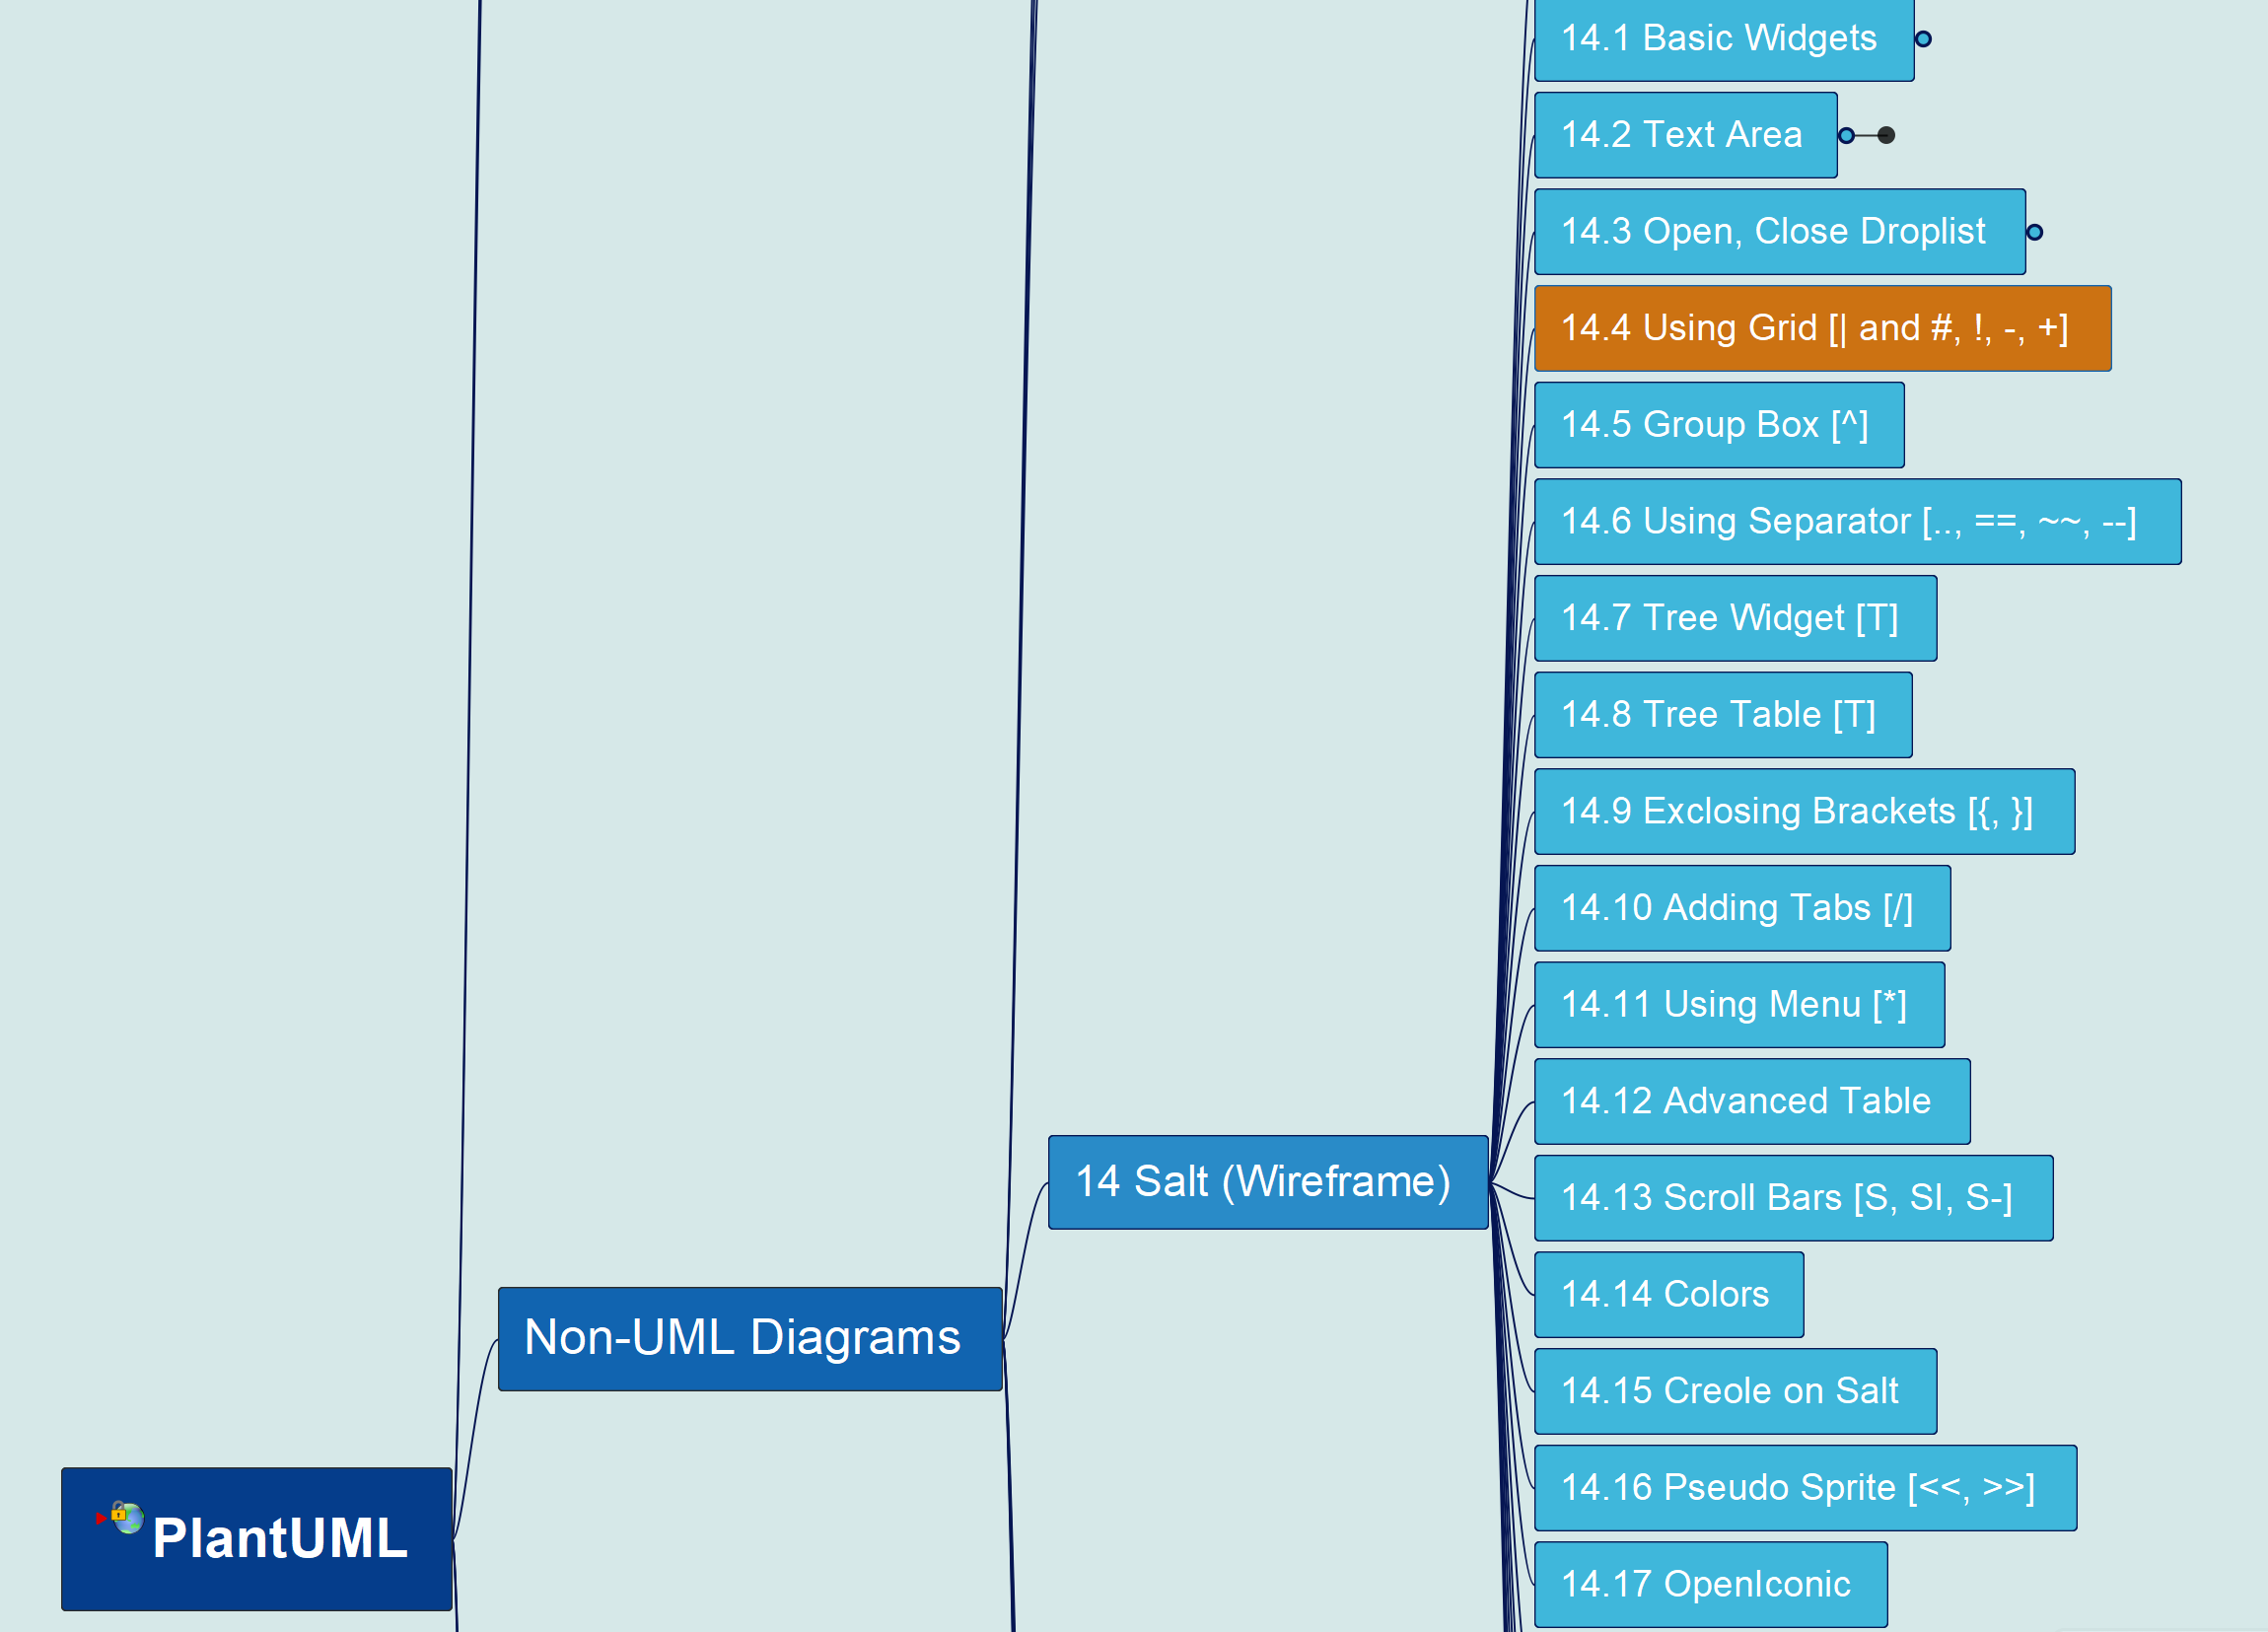 14.1 Basic Widgets
14.2 Text Area
14.3 Open, Close Droplist
14.4 Using Grid [| and #, !, -, +]
14.5 Group Box [^]
14.6 Using Separator [.., ==, ~~, --]
14.7 Tree Widget [T]
14.8 Tree Table [T]
14.9 Exclosing Brackets [{, }]
14.10 Adding Tabs [/]
14.11 Using Menu [*]
14.12 Advanced Table
14 Salt (Wireframe)
14.13 Scroll Bars [S, SI, S-]
14.14 Colors
Non-UML Diagrams
14.15 Creole on Salt
14.16 Pseudo Sprite [<<, >>]
PlantUML
14.17 OpenIconic